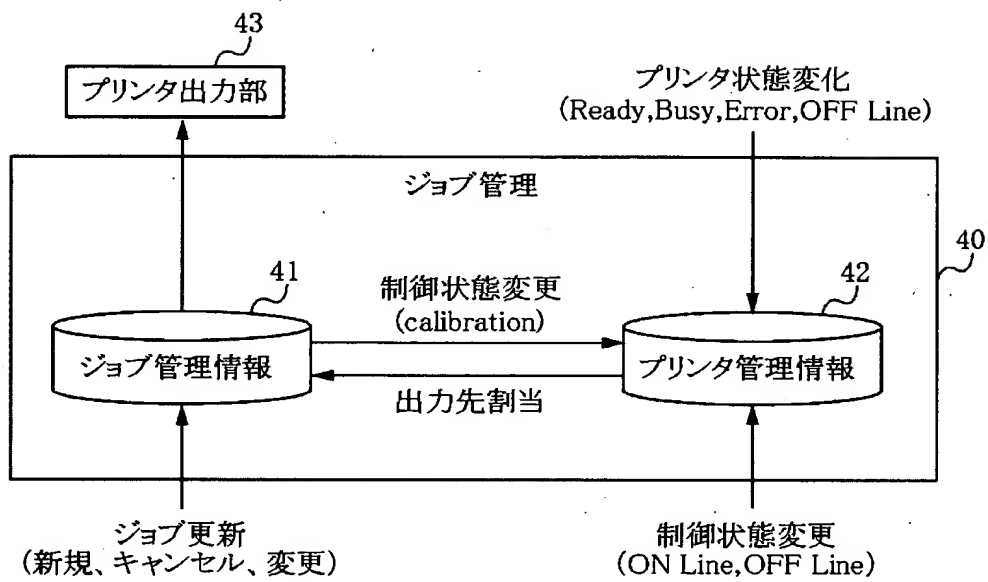 43
プリンタ出力部
プリンタ状態変化
(Ready,Busy,Error,OFF Line)
ジョブ管理
40
41
制御状態変更
(calibration)
42
ジョブ管理情報
プリンタ管理情報
出力先割当
ジョブ更新
(新規、キャンセル、変更)
制御状態変更
(ON Line,OFF Line)